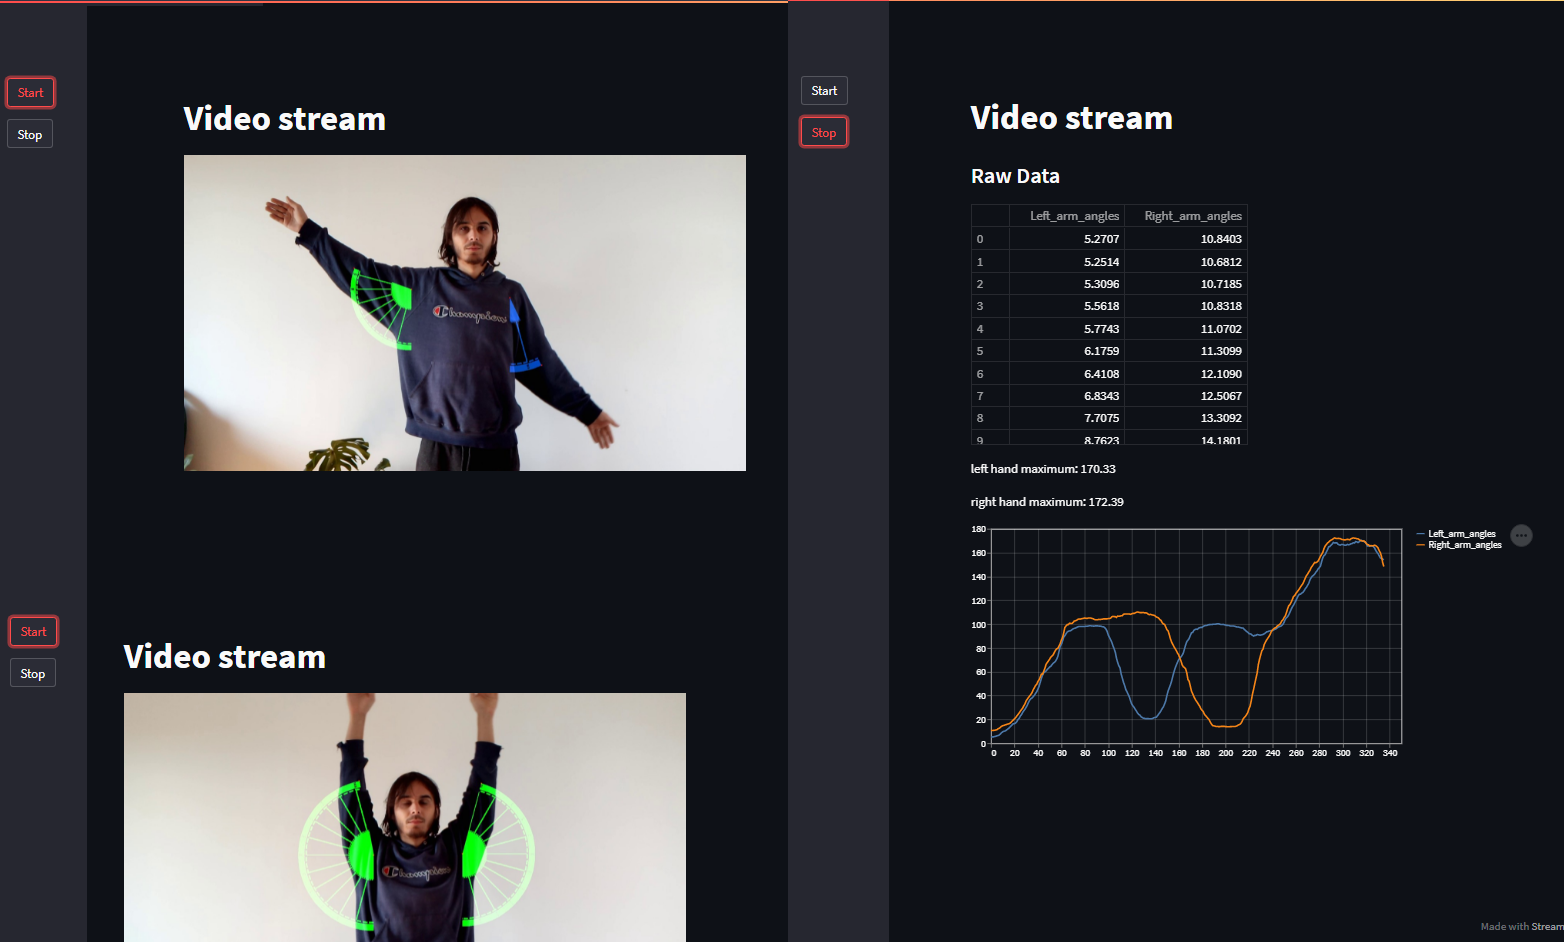 Start
Stop
Video stream
Champion
Start
Stop
Video stream
Champion
Start
Stop
Video stream
Raw Data
Left_arm_angles Right_arm_angles
0 5.2707 10.8403
1 5.2514 10.6812
2 5.3096 10.7185
3 5.5618 10.8318
4 5.7743 11.0702
5 6.1759 11.3099
6 6.4108 12.1090
7 6.8343 12.5067
8 7.7075 13.3092
9 8.7623 14.1801
left hand maximum: 170.33
right hand maximum: 172.39
180
160
140
120
100
80
60
40
20
0
0 20 40 60 80 100 120 140 160 180 200 220 240 260 280 300 320 340
Left_arm_angles
Right_arm_angles
Made with Stream